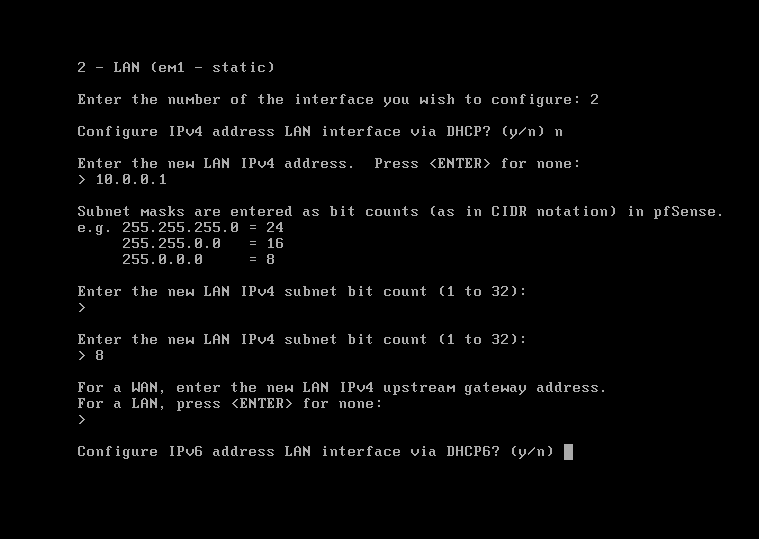 2 - LAN (em1 - static)
Enter the number of the interface you wish to configure: 2
Configure IPv4 address LAN interface via DHCP? (y/n) n
Enter the new LAN IPv4 address.  Press <ENTER> for none:
> 10.0.0.1
Subnet masks are entered as bit counts (as in CIDR notation) in pfSense.
e.g. 255.255.255.0 = 24
     255.255.0.0   = 16
     255.0.0.0     = 8
Enter the new LAN IPv4 subnet bit count (1 to 32):
>
Enter the new LAN IPv4 subnet bit count (1 to 32):
> 8
For a WAN, enter the new LAN IPv4 upstream gateway address.
For a LAN, press <ENTER> for none:
>
Configure IPv6 address LAN interface via DHCP6? (y/n)